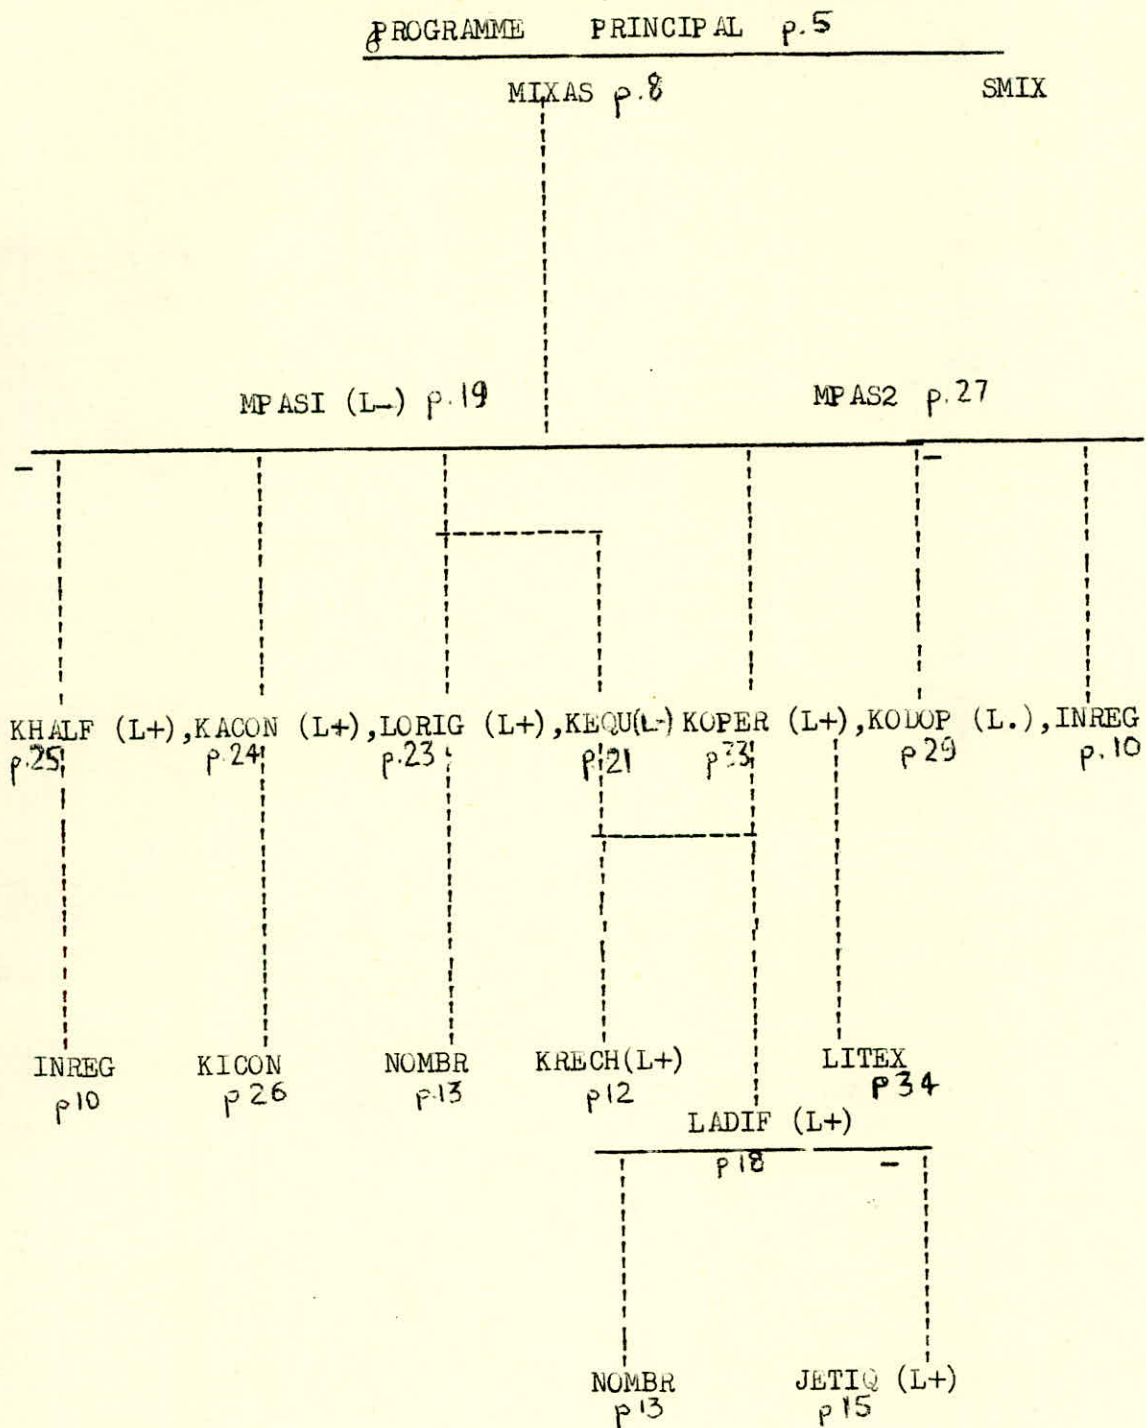 PROGRAMME PRINCIPAL p.5
MIXAS p.8 SMIX
MPASI (L-) p.19 MPAS2 p.27
KHALF (L+), KACON (L+), LORIG (L+), KEQU(L-) KOPER (L+), KODOP (L.), INREG
p.25 p.24 p.23 p.21 p33 p29 p.10
INREG KICON NOMBR KRECH(L+) LITEX
p10 p26 p.13 p12 p34
LADIF (L+)
p18
NOMBR JETIQ (L+)
p13 p15